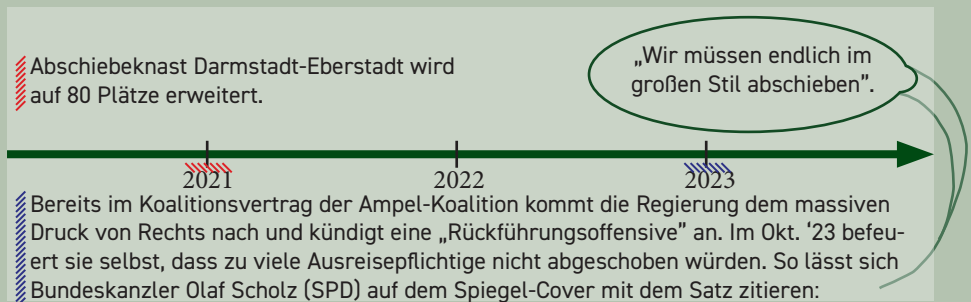 Abschiebeknast Darmstadt-Eberstadt wird
auf 80 Plätze erweitert.
„Wir müssen endlich im
großen Stil abschieben”.
2021
2022
2023
Bereits im Koalitionsvertrag der Ampel-Koalition kommt die Regierung dem massiven
Druck von Rechts nach und kündigt eine „Rückführungsoffensive” an. Im Okt. ‘23 befeu-
ert sie selbst, dass zu viele Ausreisepflichtige nicht abgeschoben würden. So lässt sich
Bundeskanzler Olaf Scholz (SPD) auf dem Spiegel-Cover mit dem Satz zitieren: